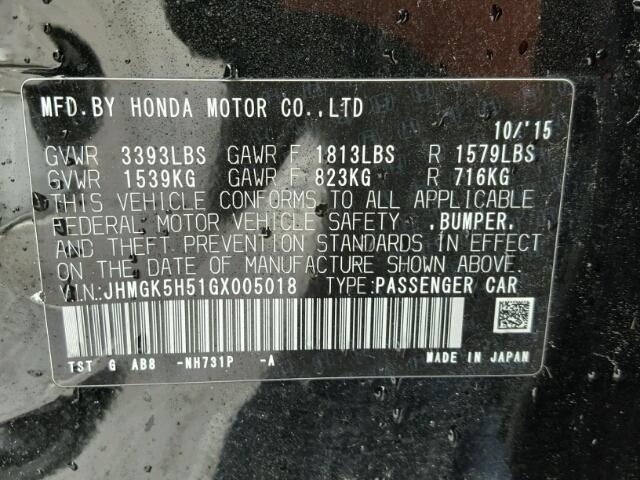 MFD.BY HONDA MOTOR CO.,LTD
10/'15
GVWR 3393LBS GAWR F 1813LBS R 1579LBS
GVWR 1539KG GAWR F 823KG R 716KG
THIS VEHICLE CONFORMS TO ALL APPLICABLE
FEDERAL MOTOR VEHICLE SAFETY ,BUMPER,
AND THEFT PREVENTION STANDARDS IN EFFECT
ON THE DATE OF MANUFACTURE SHOWN ABOVE.
V.I.N.:JHMGK5H51GX005018 TYPE:PASSENGER CAR
TST G AB8 -NH731P -A MADE IN JAPAN